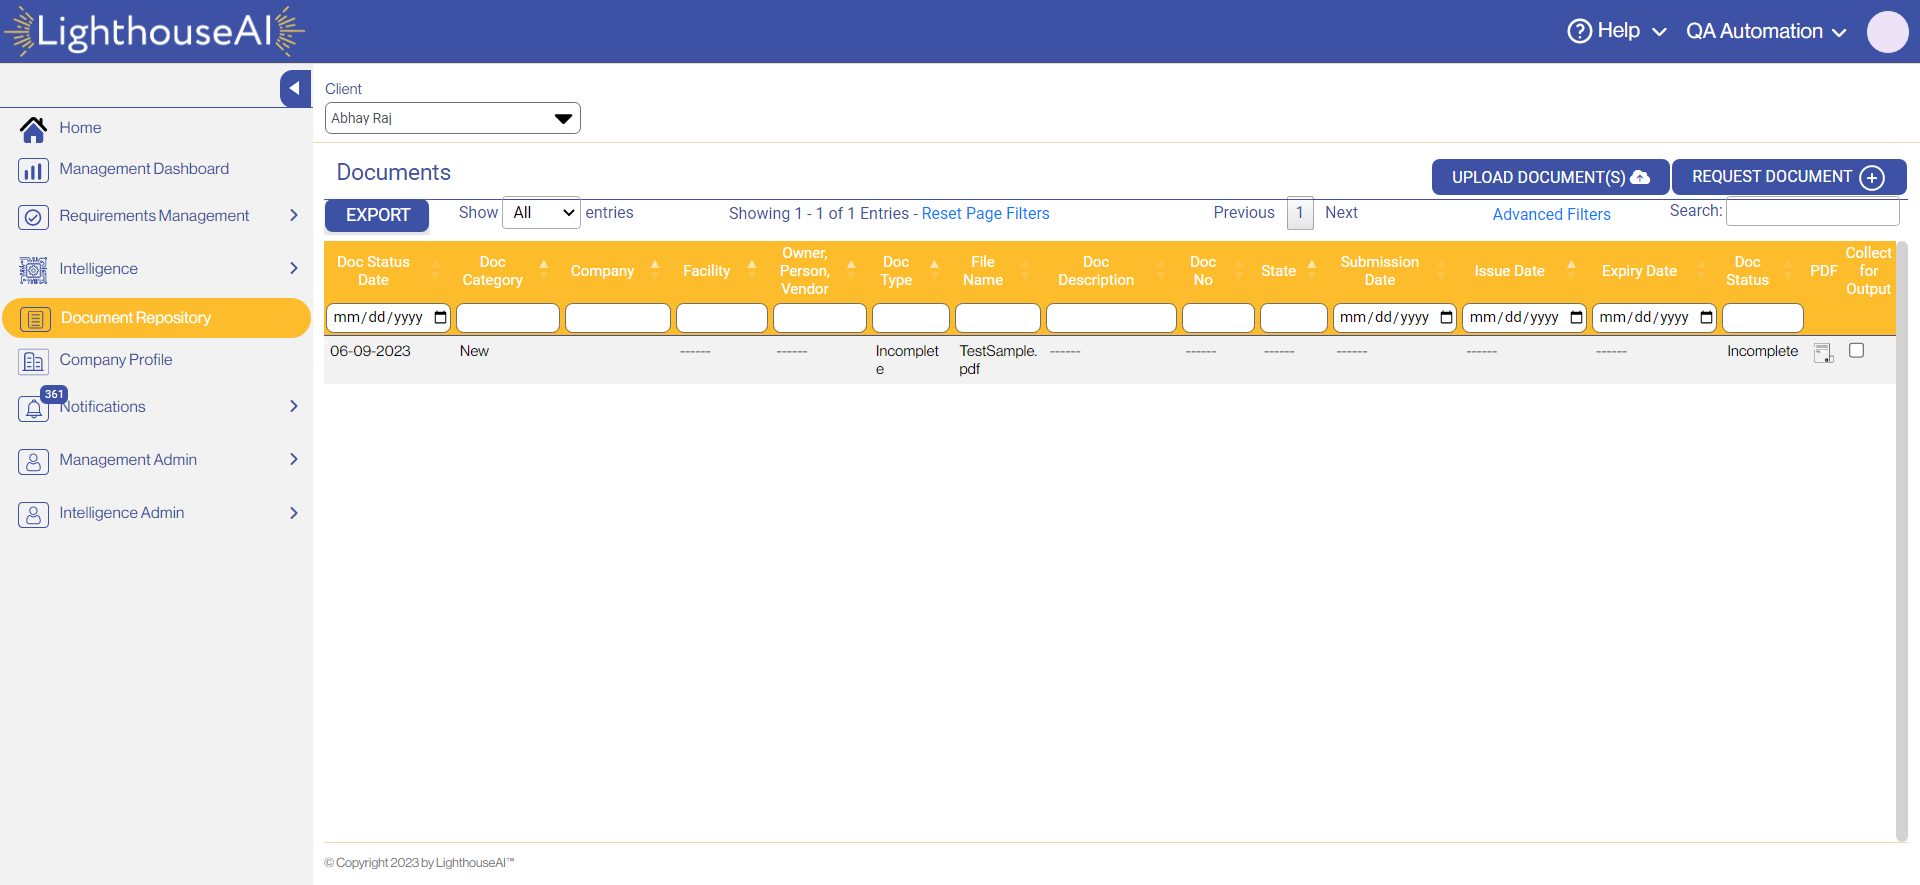 LighthouseAI
Help
QA Automation
Home
Management Dashboard
Requirements Management
Intelligence
Document Repository
Company Profile
361
Notifications
Management Admin
Intelligence Admin
Client
Abhay Raj
Documents
UPLOAD DOCUMENT(S)
REQUEST DOCUMENT
EXPORT
Show All entries
Showing 1 - 1 of 1 Entries - Reset Page Filters
Previous 1 Next
Advanced Filters
Search:
Doc Status
Date
Doc
Category
Company
Facility
Owner,
Person,
Vendor
Doc
Type
File
Name
Doc
Description
Doc
No
State
Submission
Date
Issue Date
Expiry Date
Doc
Status
PDF
Collect
for
Output
mm/dd/yyyy
mm/dd/yyyy
mm/dd/yyyy
mm/dd/yyyy
06-09-2023
New
------
------
Incomplet
e
TestSample.
pdf
------
------
------
------
------
------
Incomplete
© Copyright 2023 by LighthouseAI™